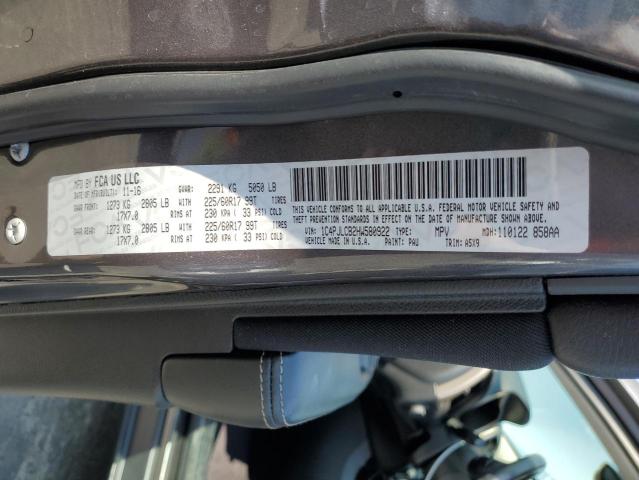 MFD BY FCA US LLC
DATE OF MFR 11-16 GVWR: 2291 KG 5050 LB
GAWR FRONT: 1273 KG 2805 LB WITH 225/60R17 99T TIRES
17X7.0 RIMS AT 230 KPA ( 33 PSI) COLD
GAWR REAR: 1273 KG 2805 LB WITH 225/60R17 99T TIRES
17X7.0 RIMS AT 230 KPA ( 33 PSI) COLD
THIS VEHICLE CONFORMS TO ALL APPLICABLE U.S.A. FEDERAL MOTOR VEHICLE SAFETY AND
THEFT PREVENTION STANDARDS IN EFFECT ON THE DATE OF MANUFACTURE SHOWN ABOVE.
THIS VEHICLE MANUFACTURED IN U.S.A.
VIN: 1C4PJLCB2HW580922 TYPE: MPV MDH: 110122 858AA
PAINT: PAU TRIM: A5X9